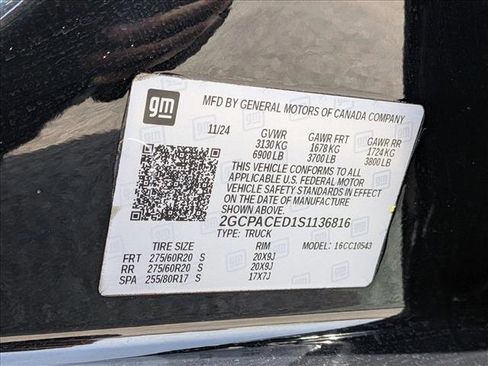 gm
MFD BY GENERAL MOTORS OF CANADA COMPANY
11/24 GVWR GAWR FRT GAWR RR
3130 KG 1678 KG 1724 KG
6900 LB 3700 LB 3800 LB
THIS VEHICLE CONFORMS TO ALL
APPLICABLE U.S. FEDERAL MOTOR
VEHICLE SAFETY STANDARDS IN EFFECT
ON THE DATE OF MANUFACTURE
SHOWN ABOVE.
2GCPACED1S1136816
TYPE: TRUCK MODEL: 16CC10543
TIRE SIZE RIM
FRT 275/60R20 S 20X9J
RR 275/60R20 S 20X9J
SPA 255/80R17 S 17X7J